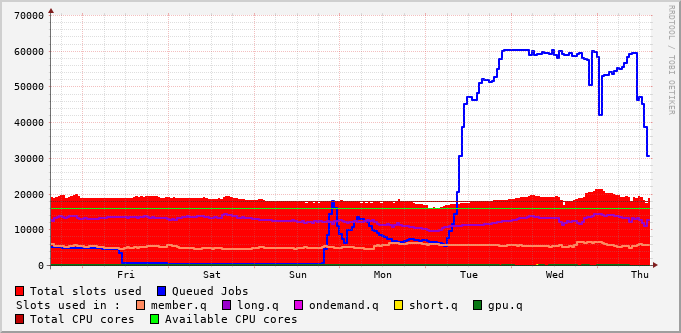 70000
60000
50000
40000
30000
20000
10000
0
Fri Sat Sun Mon Tue Wed Thu
Total slots used Queued Jobs
Slots used in : member.q long.q ondemand.q short.q gpu.q
Total CPU cores Available CPU cores
RRDTOOL / TOBI OETIKER